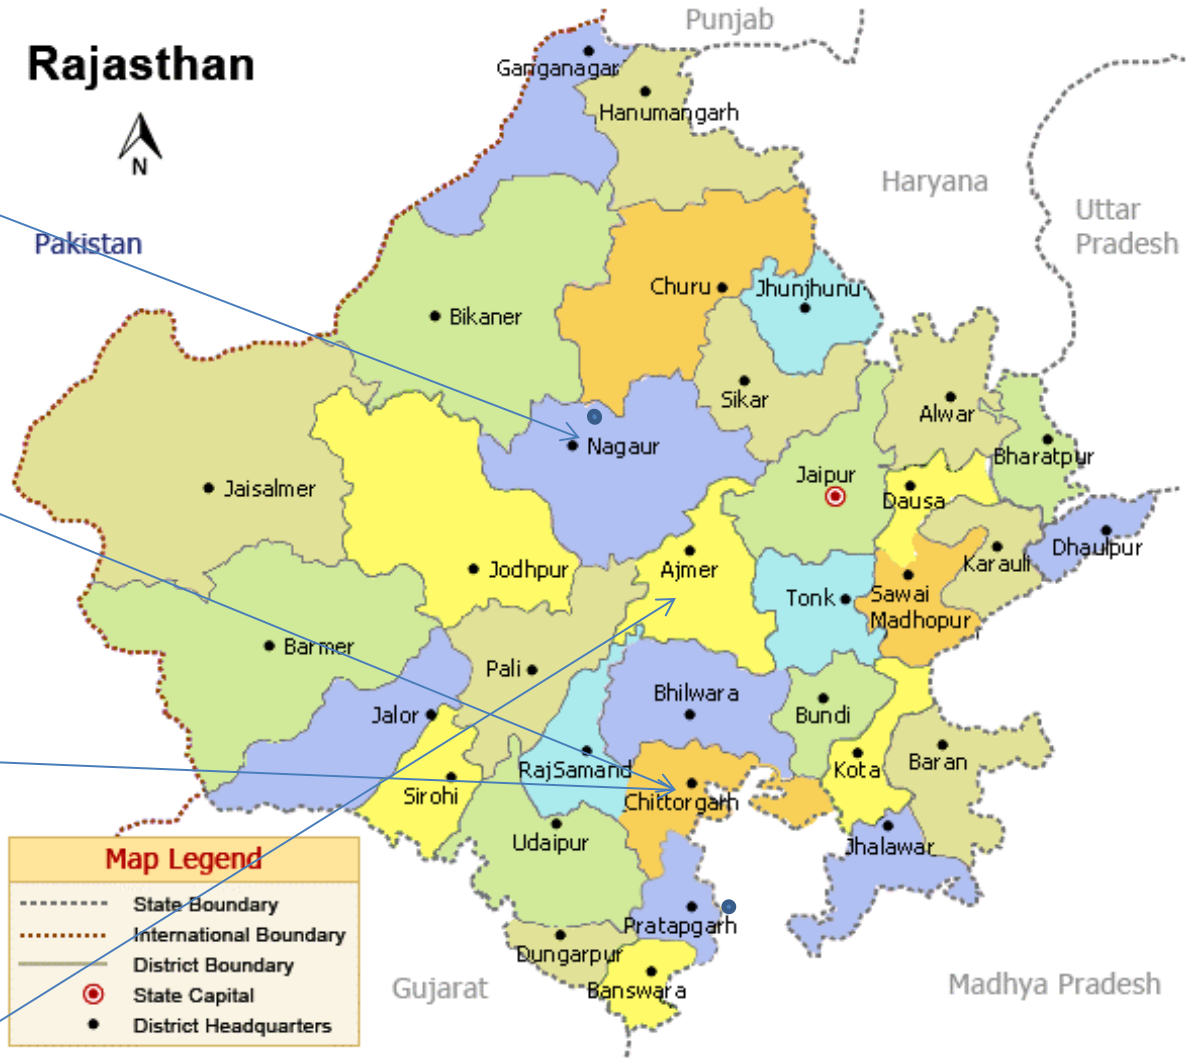 Punjab
Rajasthan
Ganganagar
Hanumangarh
N
Haryana
Uttar
Pradesh
Pakistan
Churu
Jhunjhunu
Bikaner
Sikar
Alwar
Nagaur
Bharatpur
Jaipur
Jaisalmer
Dausa
Dhaulpur
Karauli
Jodhpur
Ajmer
Tonk
Sawai
Madhopur
Barmer
Pali
Bhilwara
Jalor
Bundi
RajSamand
Kota
Baran
Sirohi
Chittorgarh
Udaipur
Jhalawar
Map Legend
State Boundary
International Boundary
District Boundary
State Capital
District Headquarters
Pratapgarh
Dungarpur
Gujarat
Banswara
Madhya Pradesh